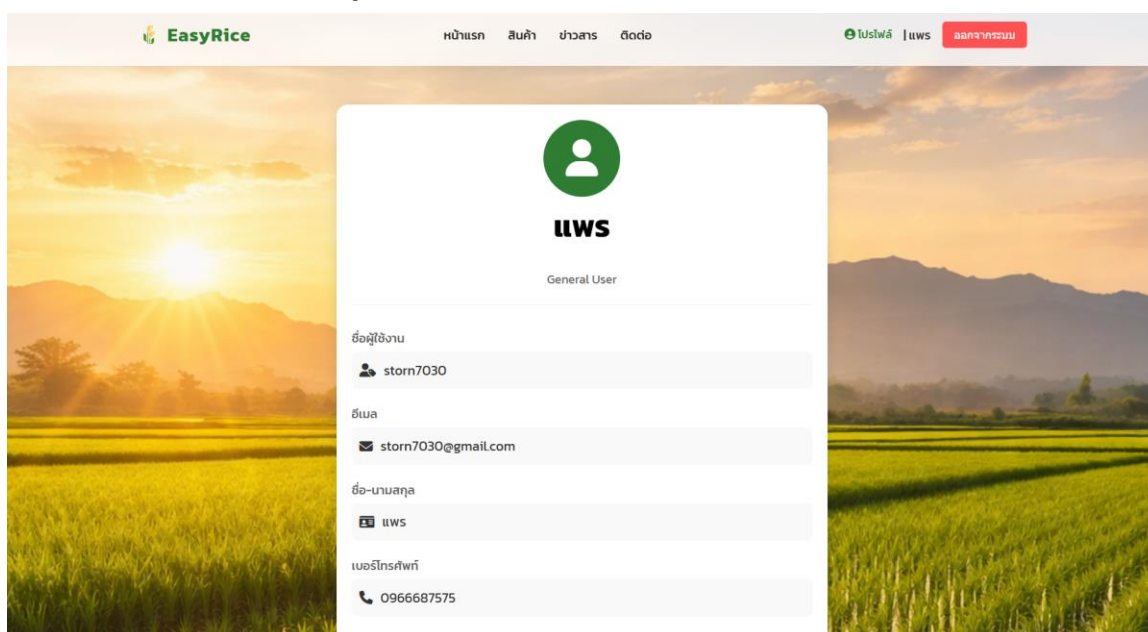 EasyRice
หน้าแรก สินค้า ข่าวสาร ติดต่อ
โปรไฟล์ | แพร ออกจากระบบ
แพร
General User
ชื่อผู้ใช้งาน
storn7030
อีเมล
storn7030@gmail.com
ชื่อ-นามสกุล
แพร
เบอร์โทรศัพท์
0966687575